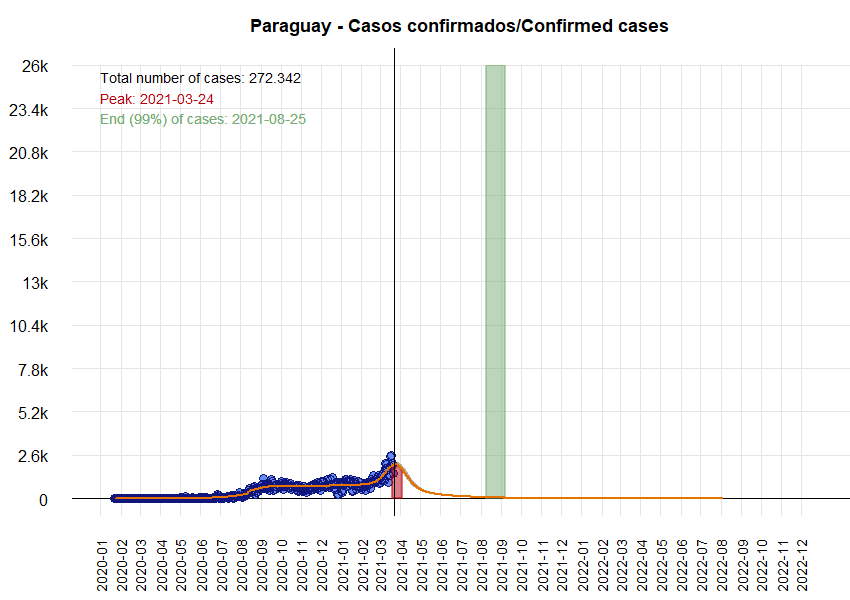 Paraguay - Casos confirmados/Confirmed cases
26k
23.4k
20.8k
18.2k
15.6k
13k
10.4k
7.8k
5.2k
2.6k
0
Total number of cases: 272.342
Peak: 2021-03-24
End (99%) of cases: 2021-08-25
2020-01
2020-02
2020-03
2020-04
2020-05
2020-06
2020-07
2020-08
2020-09
2020-10
2020-11
2020-12
2021-01
2021-02
2021-03
2021-04
2021-05
2021-06
2021-07
2021-08
2021-09
2021-10
2021-11
2021-12
2022-01
2022-02
2022-03
2022-04
2022-05
2022-06
2022-07
2022-08
2022-09
2022-10
2022-11
2022-12